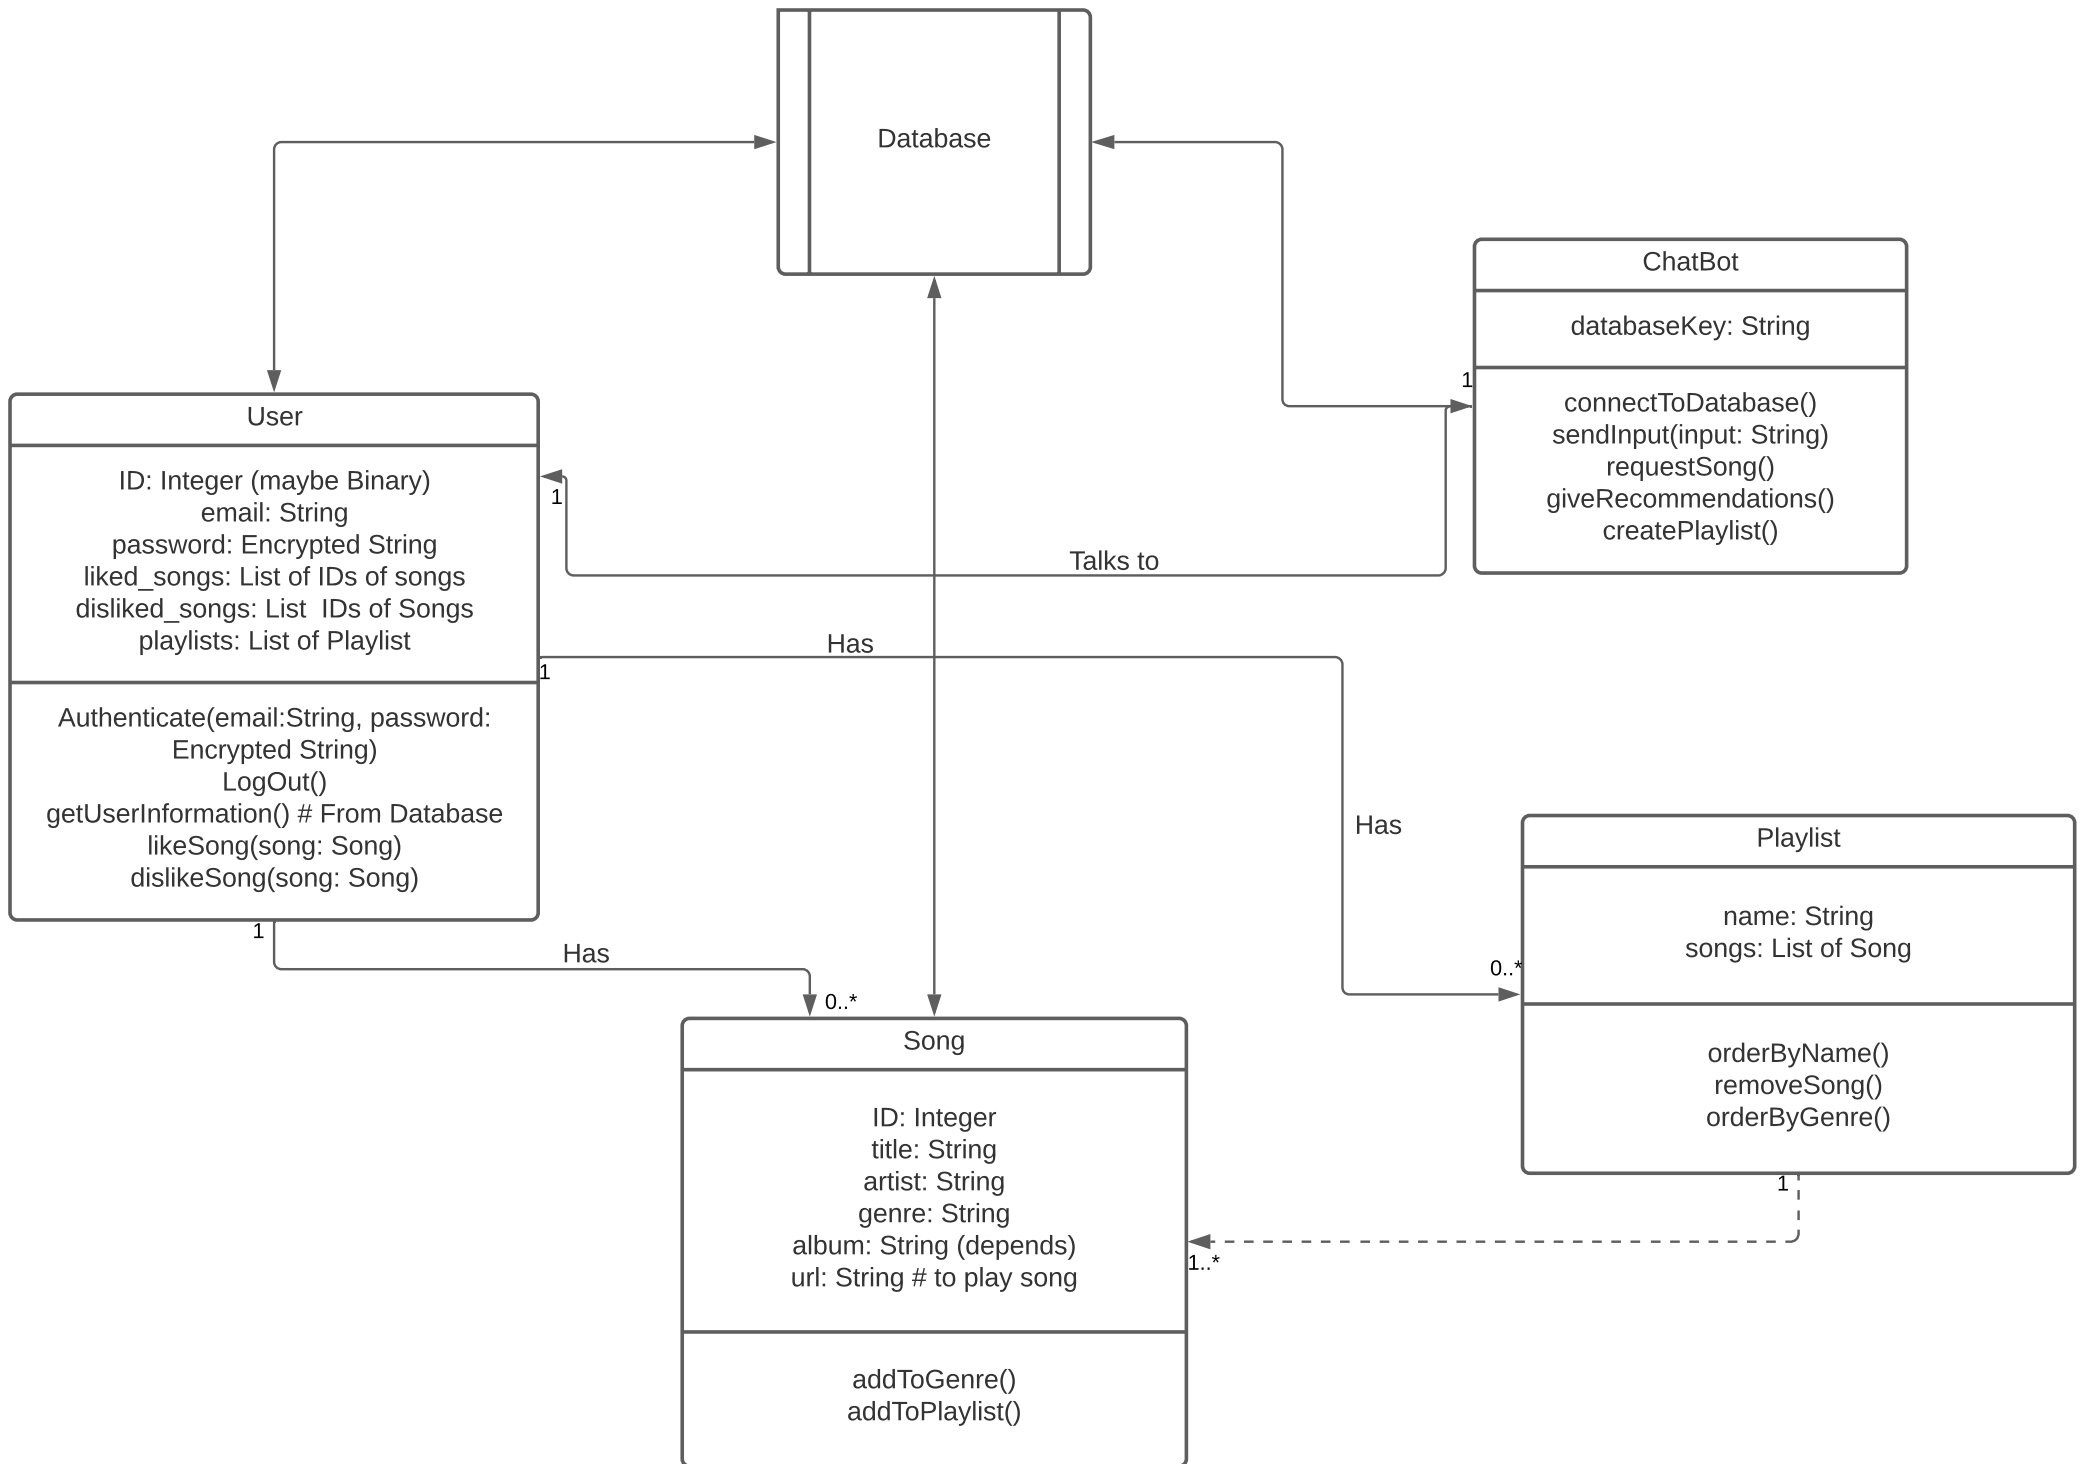 Database
ChatBot
databaseKey: String
1
connectToDatabase()
sendInput(input: String)
requestSong()
giveRecommendations()
createPlaylist()
User
ID: Integer (maybe Binary)
email: String
password: Encrypted String
liked_songs: List of IDs of songs
disliked_songs: List  IDs of Songs
playlists: List of Playlist
1
Talks to
Has
1
Authenticate(email:String, password:
Encrypted String)
LogOut()
getUserInformation() # From Database
likeSong(song: Song)
dislikeSong(song: Song)
Has
Playlist
name: String
songs: List of Song
0..*
orderByName()
removeSong()
orderByGenre()
1
1
Has
0..*
Song
ID: Integer
title: String
artist: String
genre: String
album: String (depends)
url: String # to play song
1..*
addToGenre()
addToPlaylist()